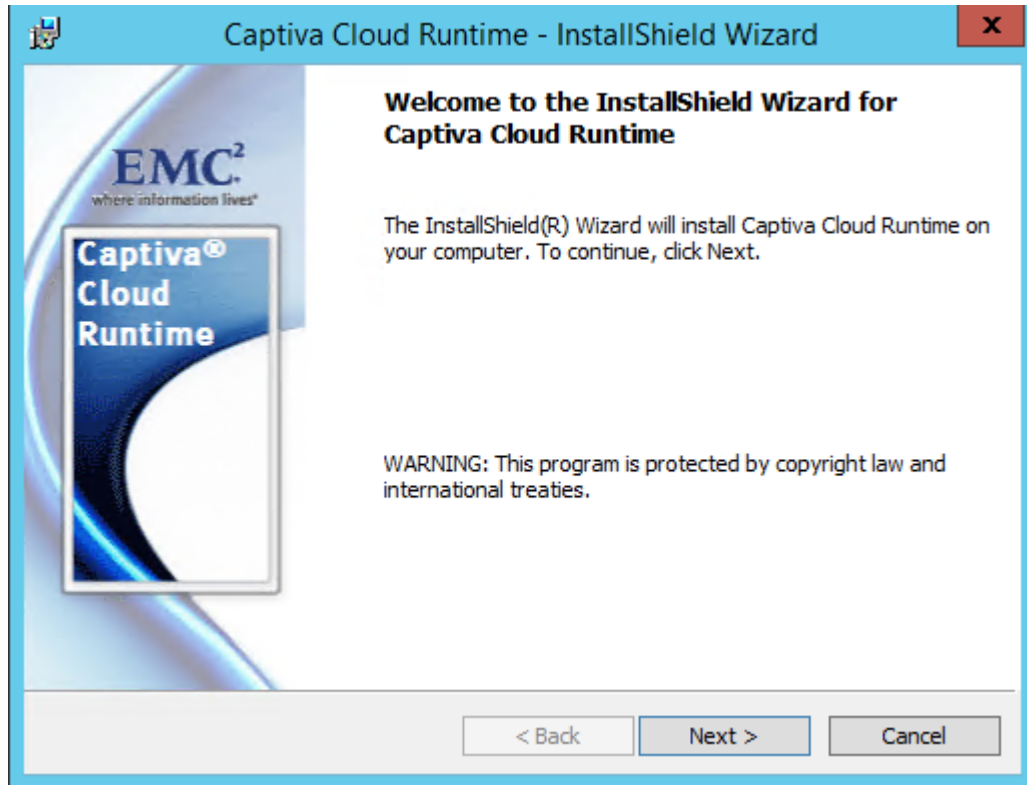 Captiva Cloud Runtime - InstallShield Wizard
X
EMC²
where information lives®
Captiva®
Cloud
Runtime
Welcome to the InstallShield Wizard for
Captiva Cloud Runtime
The InstallShield(R) Wizard will install Captiva Cloud Runtime on
your computer. To continue, click Next.
WARNING: This program is protected by copyright law and
international treaties.
< Back
Next >
Cancel